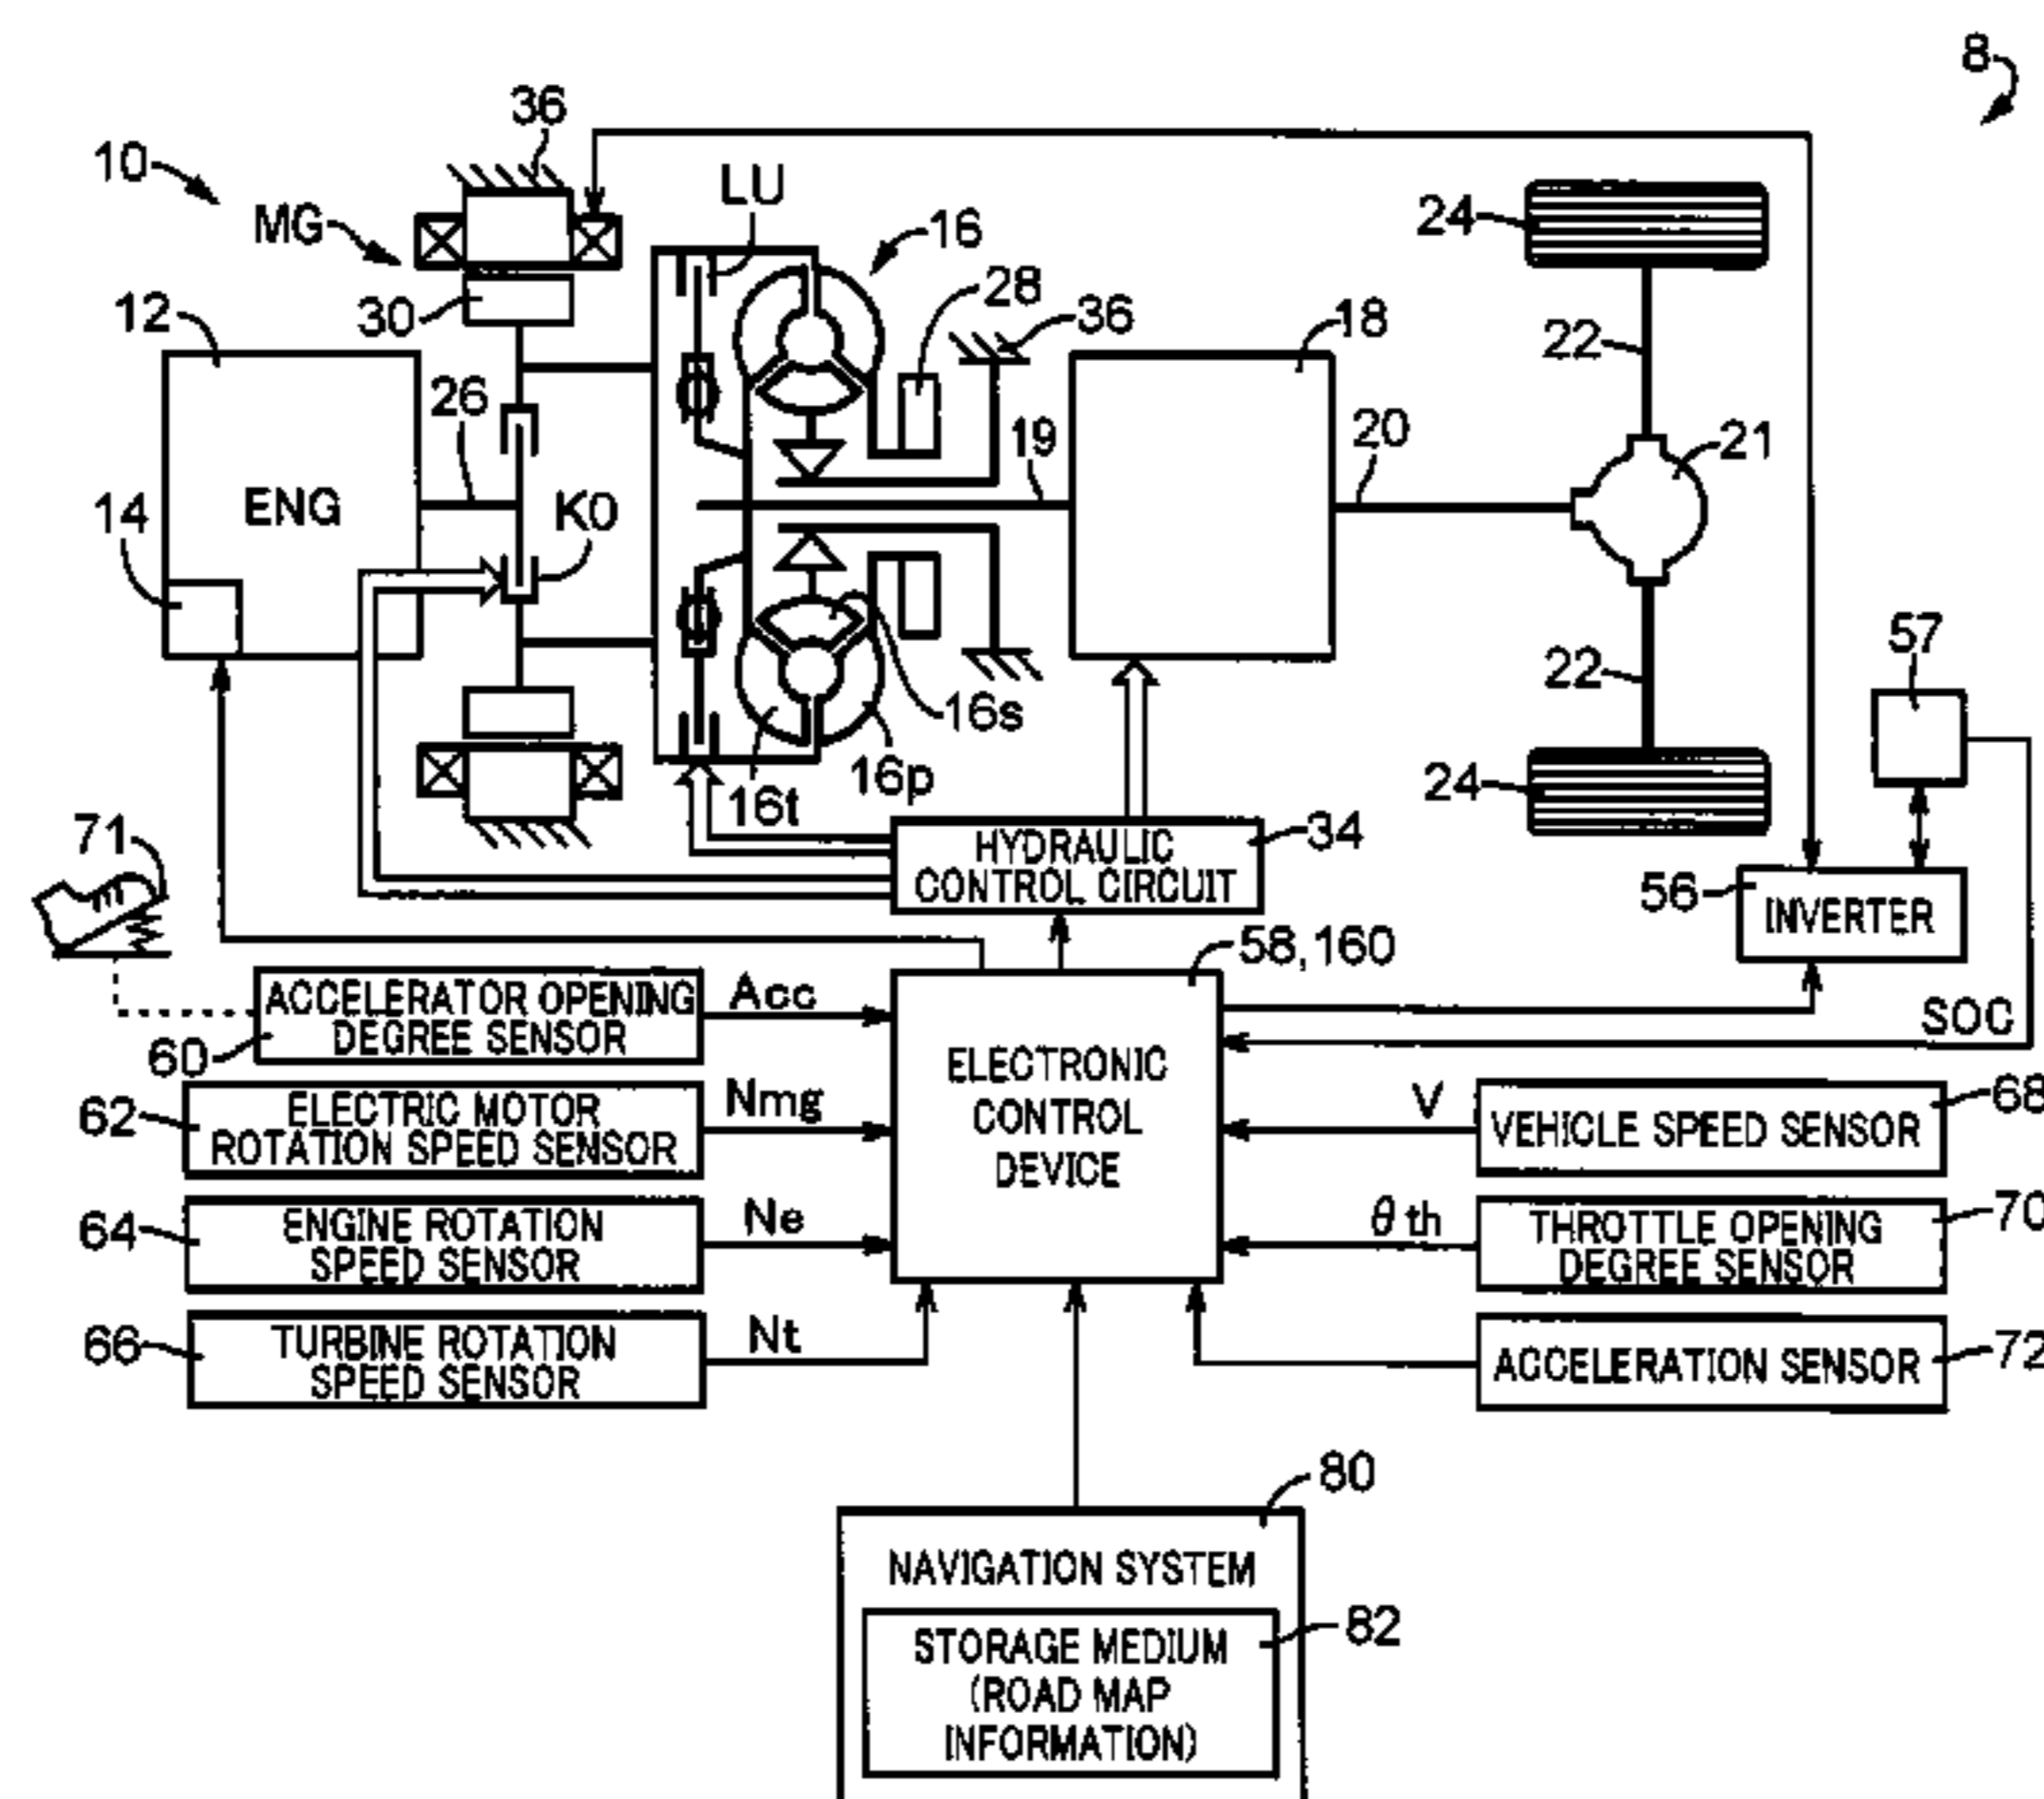 8
36
10
LU
MG
16
24
28
30
36
12
18
22
26
19
20
21
14
ENG
K0
57
22
16s
16p
16t
24
71
HYDRAULIC
CONTROL CIRCUIT
34
56
INVERTER
58,160
ACCELERATOR OPENING
DEGREE SENSOR
Acc
SOC
60
ELECTRONIC
CONTROL
DEVICE
62
ELECTRIC MOTOR
ROTATION SPEED SENSOR
Nmg
V
VEHICLE SPEED SENSOR
68
64
ENGINE ROTATION
SPEED SENSOR
Ne
θth
THROTTLE OPENING
DEGREE SENSOR
70
66
TURBINE ROTATION
SPEED SENSOR
Nt
ACCELERATION SENSOR
72
80
NAVIGATION SYSTEM
82
STORAGE MEDIUM
(ROAD MAP
INFORMATION)